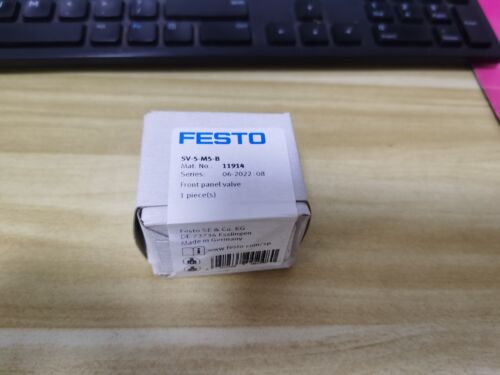 FESTO
SV-5-M5-B
Mat. No.: 11914
Series: 06-2022 08
Front panel valve
1 piece(s)
Festo SE & Co. KG
DE-73734 Esslingen
Made in Germany
www.festo.com/sp